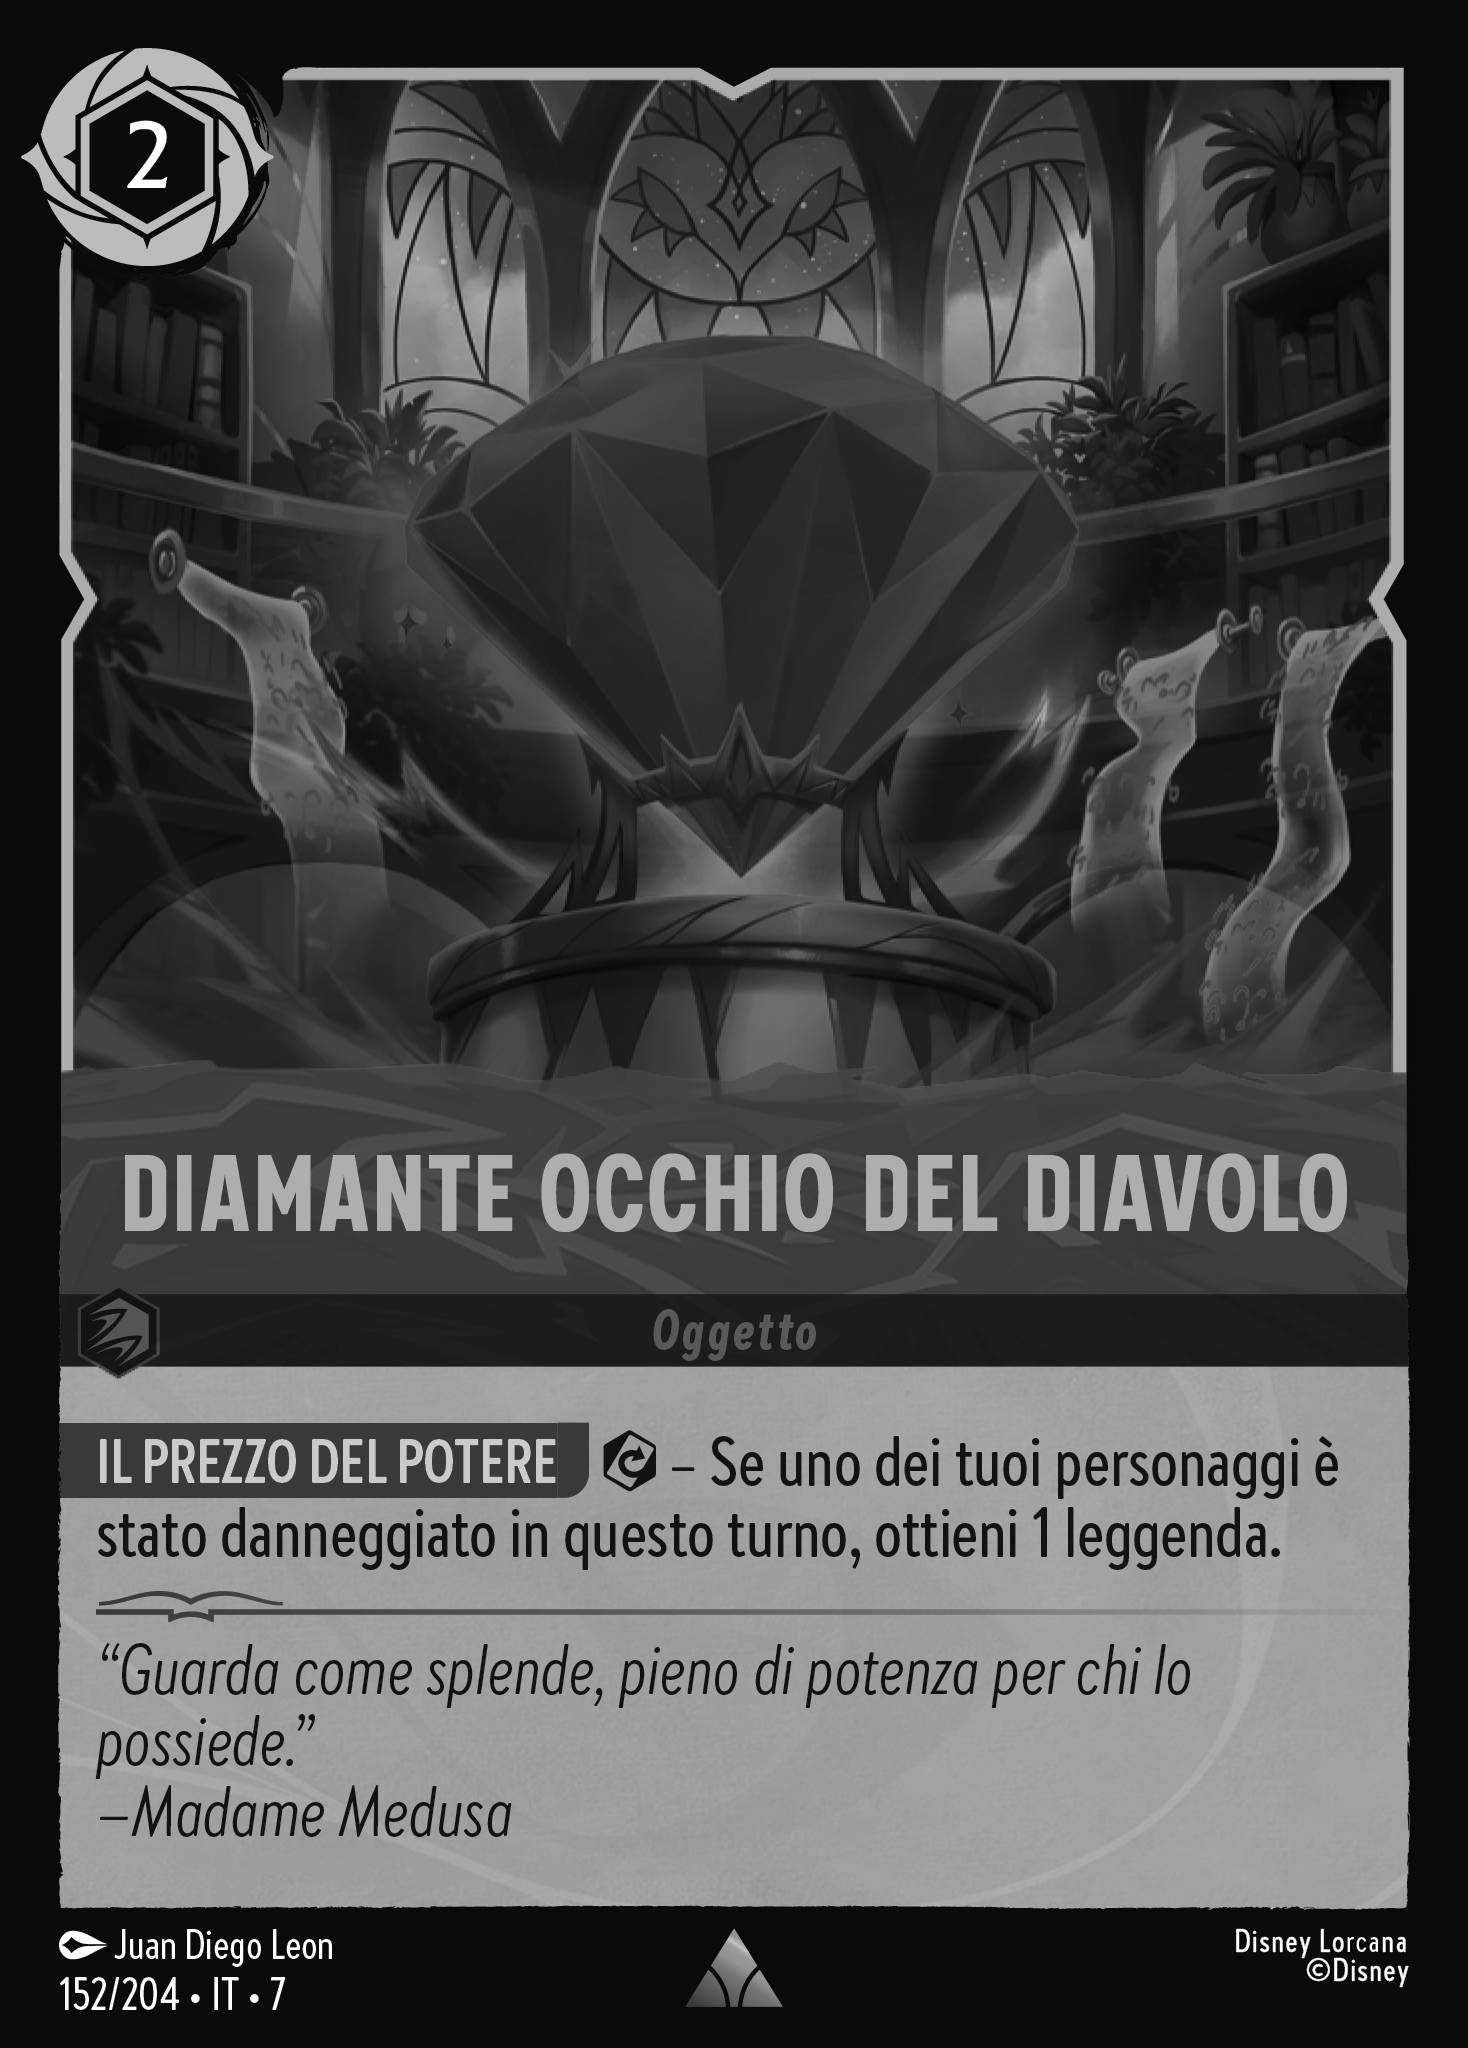 2
DIAMANTE OCCHIO DEL DIAVOLO
Oggetto
IL PREZZO DEL POTERE – Se uno dei tuoi personaggi è
stato danneggiato in questo turno, ottieni 1 leggenda.
“Guarda come splende, pieno di potenza per chi lo
possiede.”
–Madame Medusa
Juan Diego Leon
152/204 • IT • 7
Disney Lorcana
©Disney